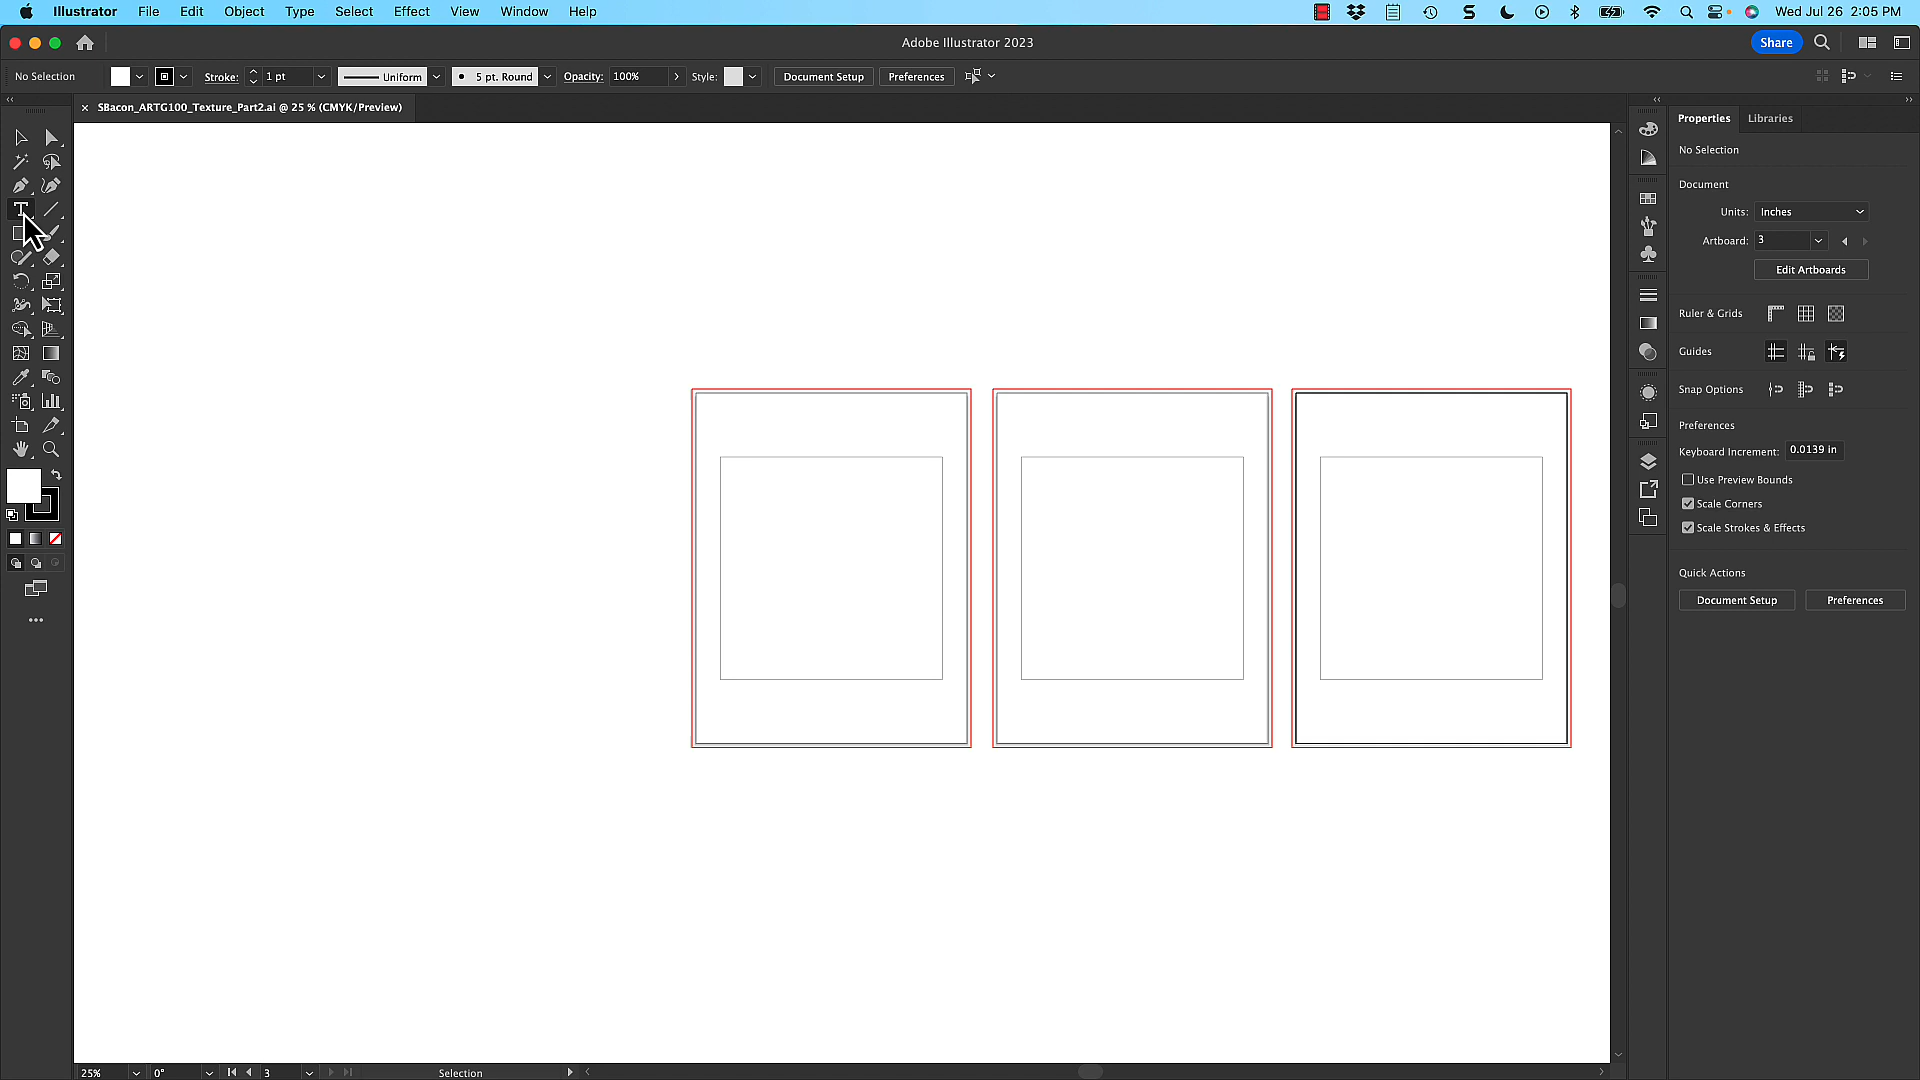 Illustrator File Edit Object Type Select Effect View Window Help Wed Jul 26 2:05 PM
Adobe Illustrator 2023 Share
No Selection Stroke: 1 pt Uniform 5 pt. Round Opacity: 100% Style: Document Setup Preferences
SBacon_ARTG100_Texture_Part2.ai @ 25 % (CMYK/Preview)
Properties Libraries
No Selection
Document
Units: Inches
Artboard: 3
Edit Artboards
Ruler & Grids
Guides
Snap Options
Preferences
Keyboard Increment: 0.0139 in
Use Preview Bounds
Scale Corners
Scale Strokes & Effects
Quick Actions
Document Setup Preferences
25% 0° 3 Selection